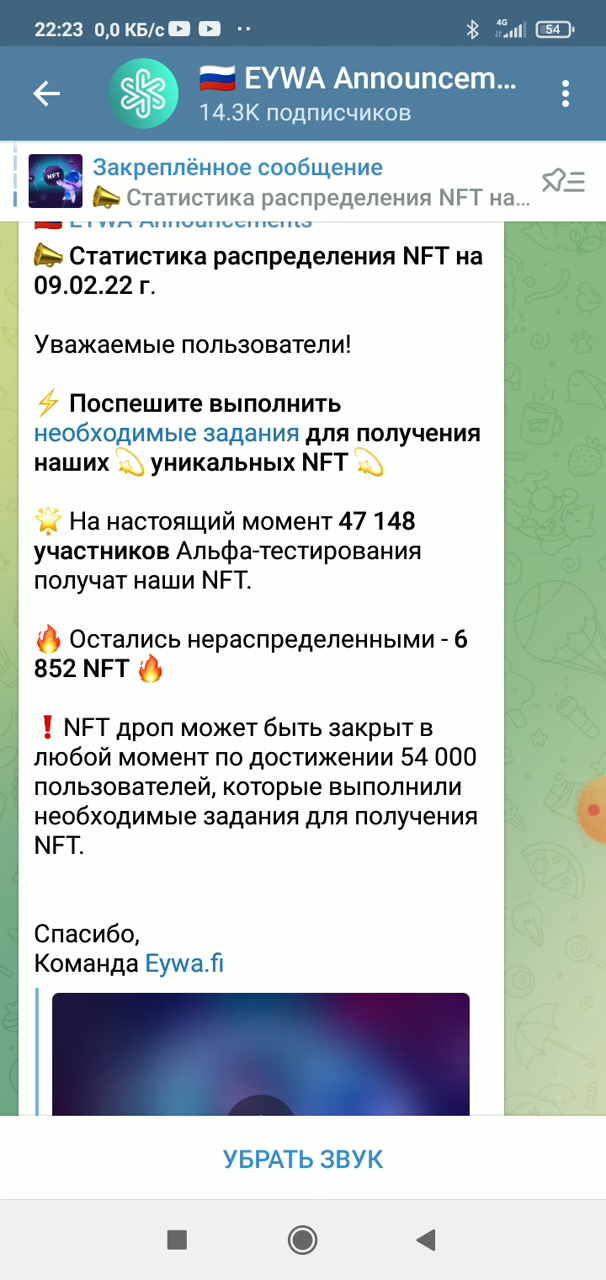 22:23 0,0 КБ/с
4G
54
EYWA Announcem...
14.3K подписчиков
NFT
Закреплённое сообщение
Статистика распределения NFT на...
EYWA Announcements
Статистика распределения NFT на
09.02.22 г.
Уважаемые пользователи!
Поспешите выполнить
необходимые задания для получения
наших уникальных NFT
На настоящий момент 47 148
участников Альфа-тестирования
получат наши NFT.
Остались нераспределенными - 6
852 NFT
NFT дроп может быть закрыт в
любой момент по достижении 54 000
пользователей, которые выполнили
необходимые задания для получения
NFT.
Спасибо,
Команда Eywa.fi
УБРАТЬ ЗВУК